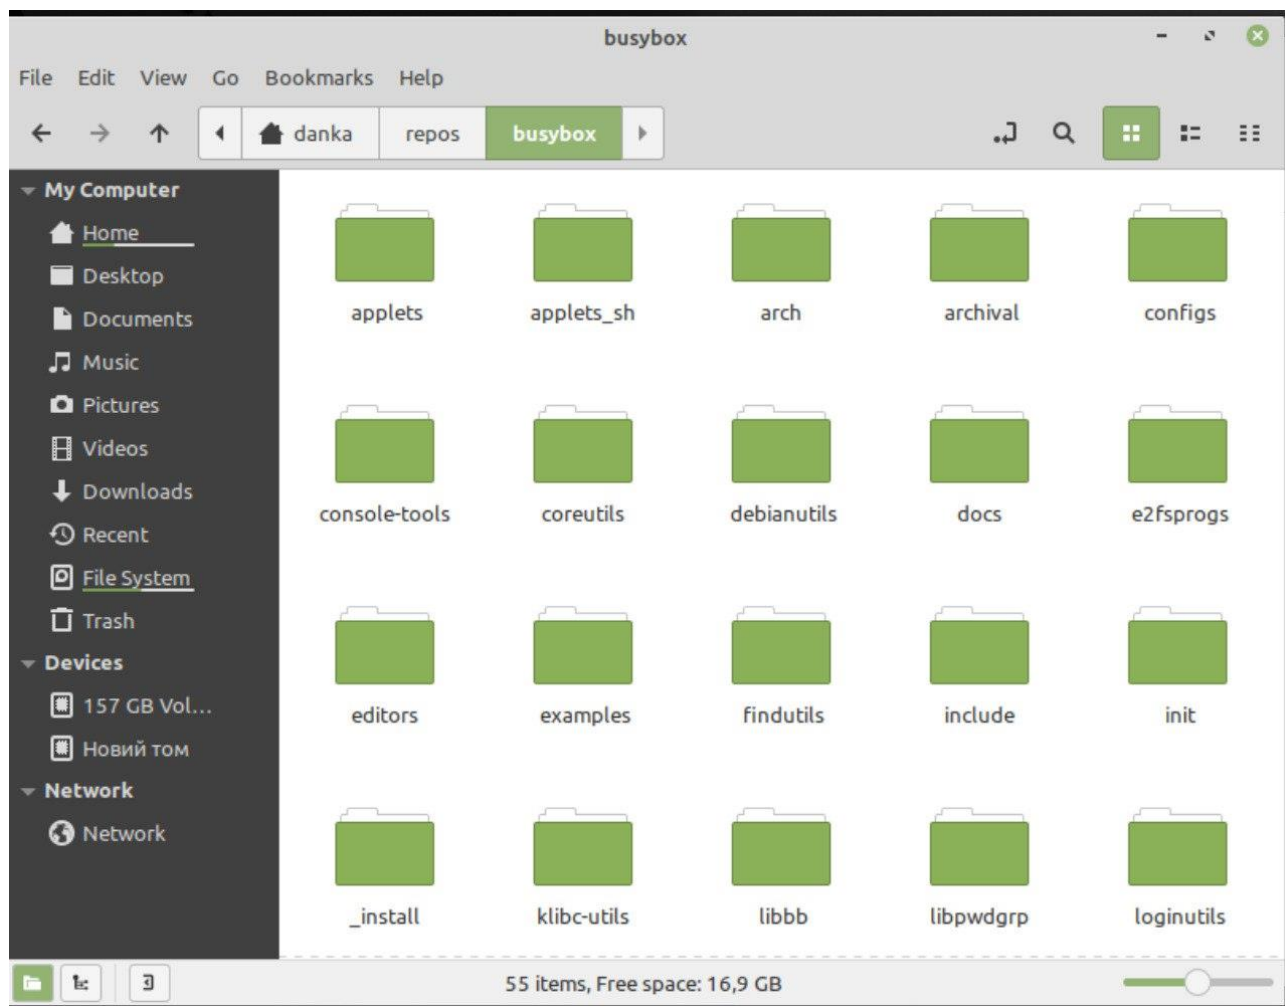 busybox
File Edit View Go Bookmarks Help
danka repos busybox
My Computer
Home
Desktop
Documents
Music
Pictures
Videos
Downloads
Recent
File System
Trash
Devices
157 GB Vol...
Новий том
Network
Network
applets applets_sh arch archival configs
console-tools coreutils debianutils docs e2fsprogs
editors examples findutils include init
_install klibc-utils libbb libpwdgrp loginutils
55 items, Free space: 16,9 GB